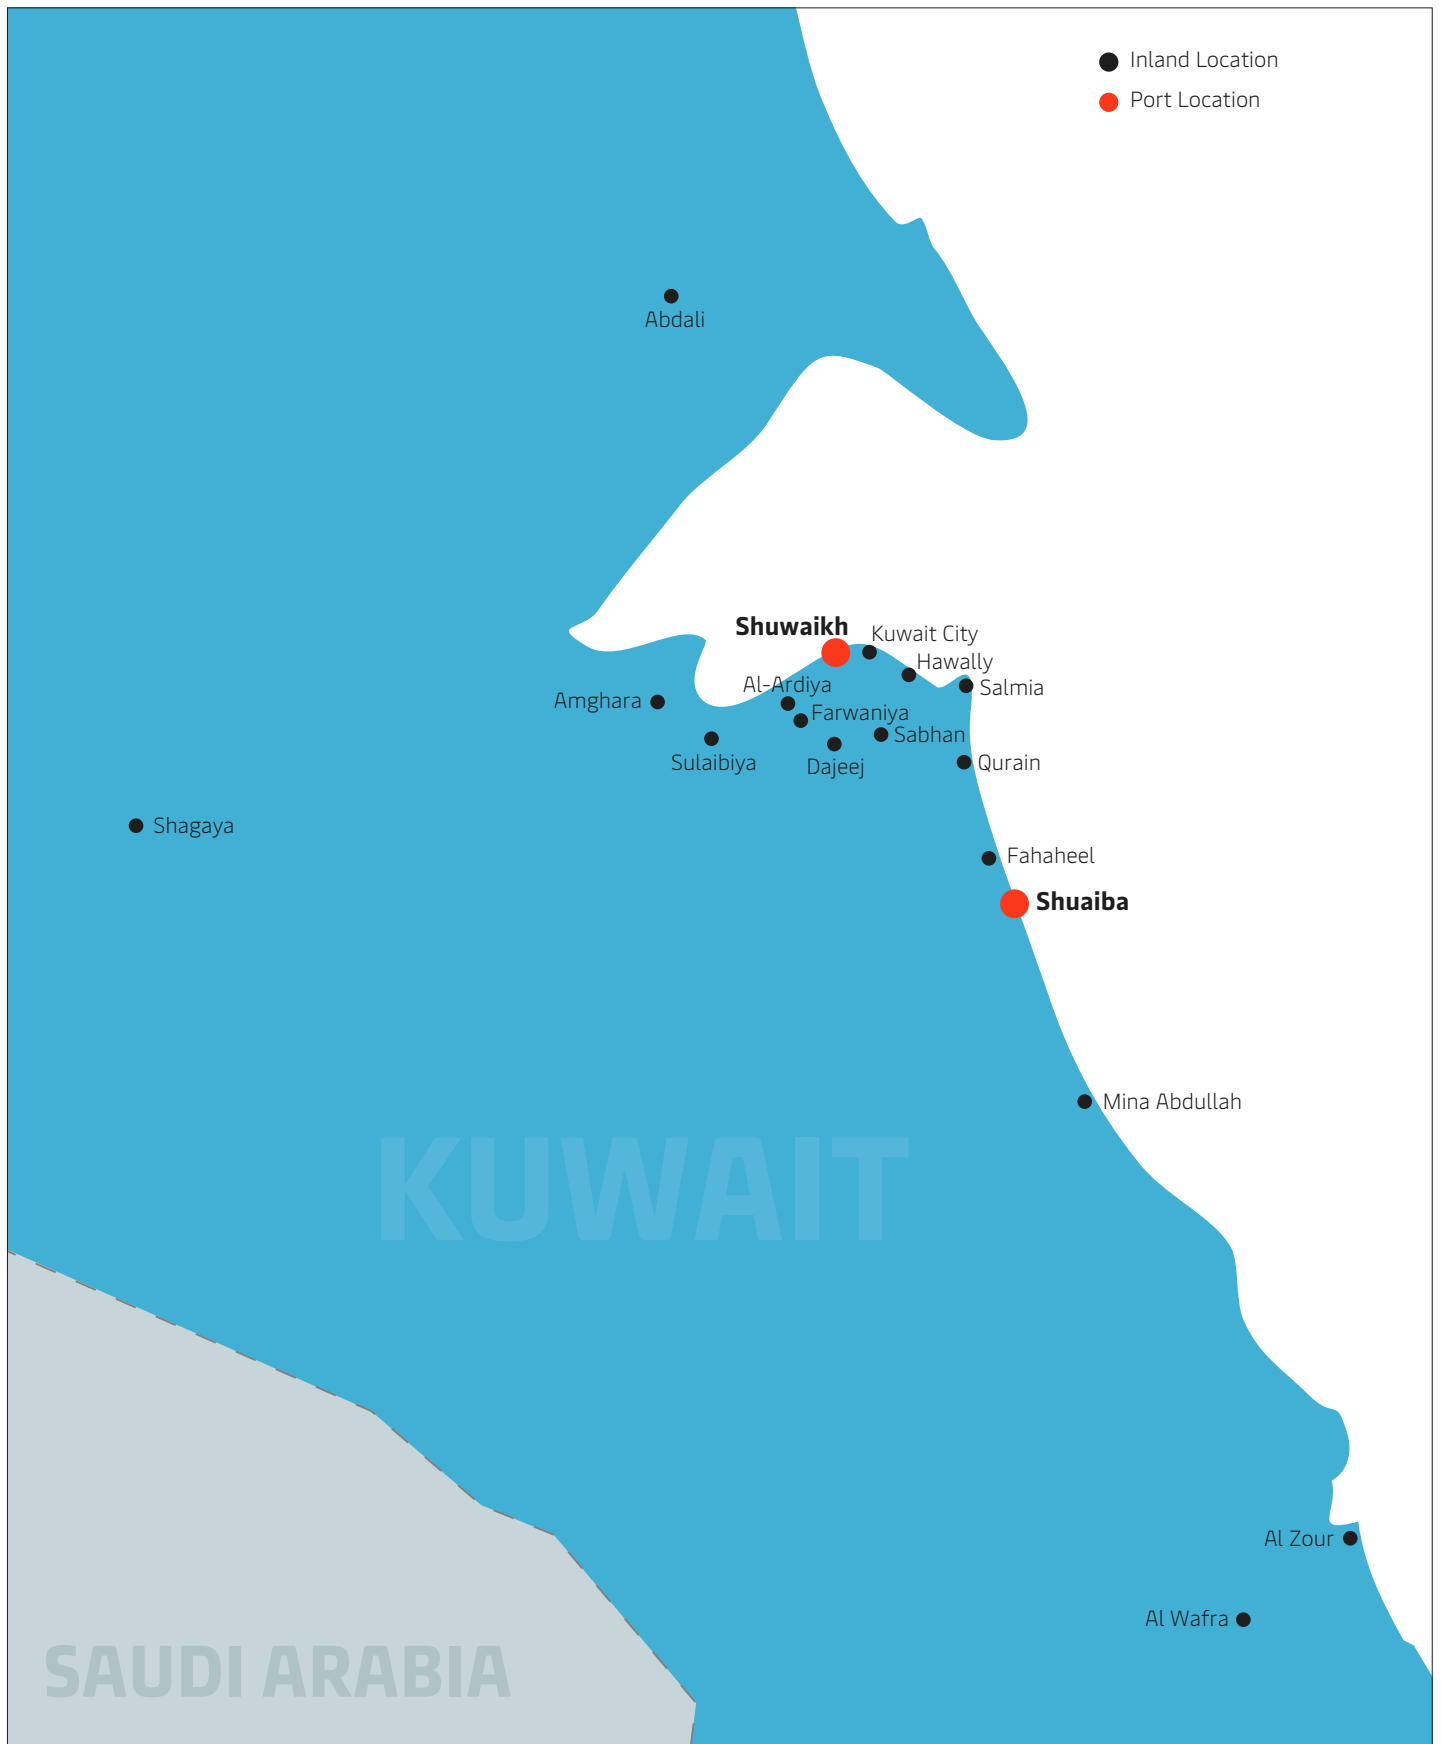 Inland Location
Port Location
Abdali
Shuwaikh
Kuwait City
Hawally
Al-Ardiya
Salmia
Amghara
Farwaniya
Sabhan
Sulaibiya
Dajeej
Qurain
Shagaya
Fahaheel
Shuaiba
Mina Abdullah
KUWAIT
Al Zour
Al Wafra
SAUDI ARABIA